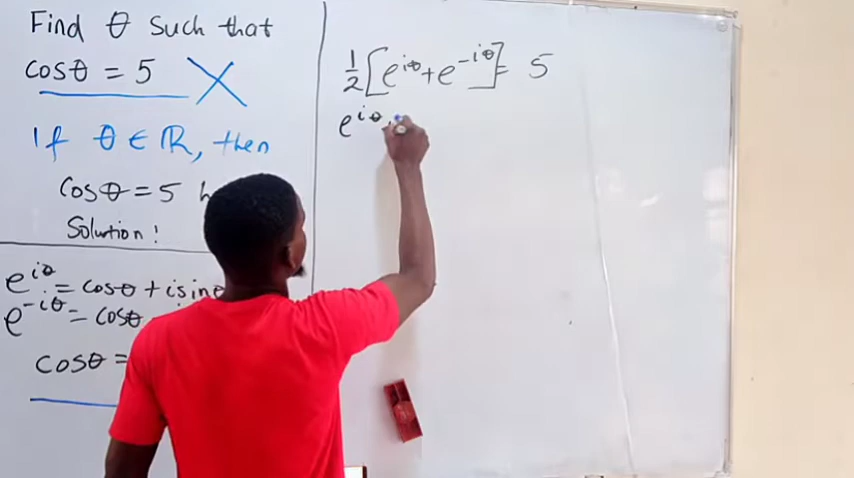 Find θ such that
cosθ = 5
If θ ∈ ℝ, then
cosθ = 5
Solution!
e^{iθ} = cosθ + isinθ
e^{-iθ} = cosθ
cosθ =
½[e^{iθ}+e^{-iθ}] = 5
e^{iθ}